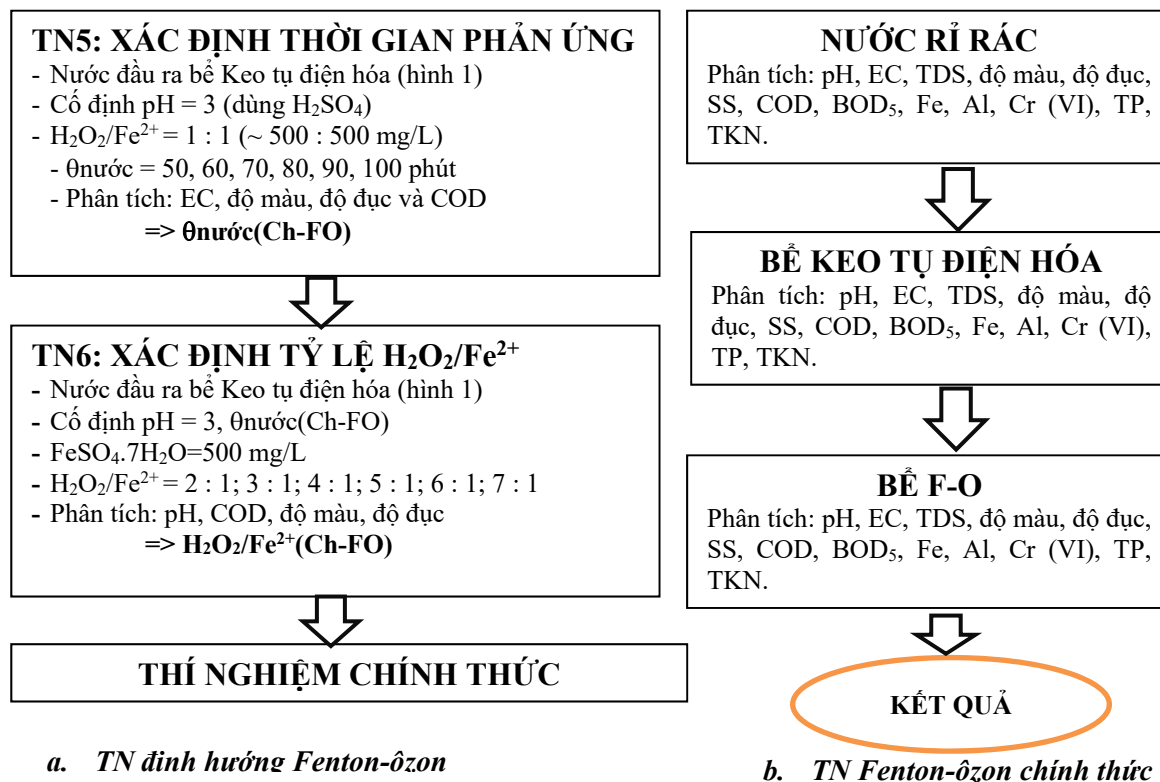 TN5: XÁC ĐỊNH THỜI GIAN PHẢN ỨNG
- Nước đầu ra bể Keo tụ điện hóa (hình 1)
- Cố định pH = 3 (dùng H₂SO₄)
- H₂O₂/Fe²⁺ = 1 : 1 (~ 500 : 500 mg/L)
- θnước = 50, 60, 70, 80, 90, 100 phút
- Phân tích: EC, độ màu, độ đục và COD
=> θnước(Ch-FO)
TN6: XÁC ĐỊNH TỶ LỆ H₂O₂/Fe²⁺
- Nước đầu ra bể Keo tụ điện hóa (hình 1)
- Cố định pH = 3, θnước(Ch-FO)
- FeSO₄.7H₂O=500 mg/L
- H₂O₂/Fe²⁺ = 2 : 1; 3 : 1; 4 : 1; 5 : 1; 6 : 1; 7 : 1
- Phân tích: pH, COD, độ màu, độ đục
=> H₂O₂/Fe²⁺(Ch-FO)
THÍ NGHIỆM CHÍNH THỨC
a. TN định hướng Fenton-ôzon
NƯỚC RỈ RÁC
Phân tích: pH, EC, TDS, độ màu, độ đục,
SS, COD, BOD₅, Fe, Al, Cr (VI), TP,
TKN.
BỂ KEO TỤ ĐIỆN HÓA
Phân tích: pH, EC, TDS, độ màu, độ
đục, SS, COD, BOD₅, Fe, Al, Cr (VI),
TP, TKN.
BỂ F-O
Phân tích: pH, EC, TDS, độ màu, độ đục,
SS, COD, BOD₅, Fe, Al, Cr (VI), TP,
TKN.
KẾT QUẢ
b. TN Fenton-ôzon chính thức